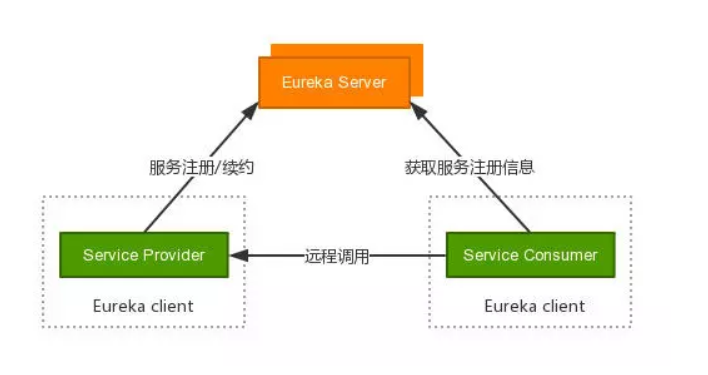 Eureka Server
服务注册/续约
获取服务注册信息
Service Provider
远程调用
Service Consumer
Eureka client
Eureka client